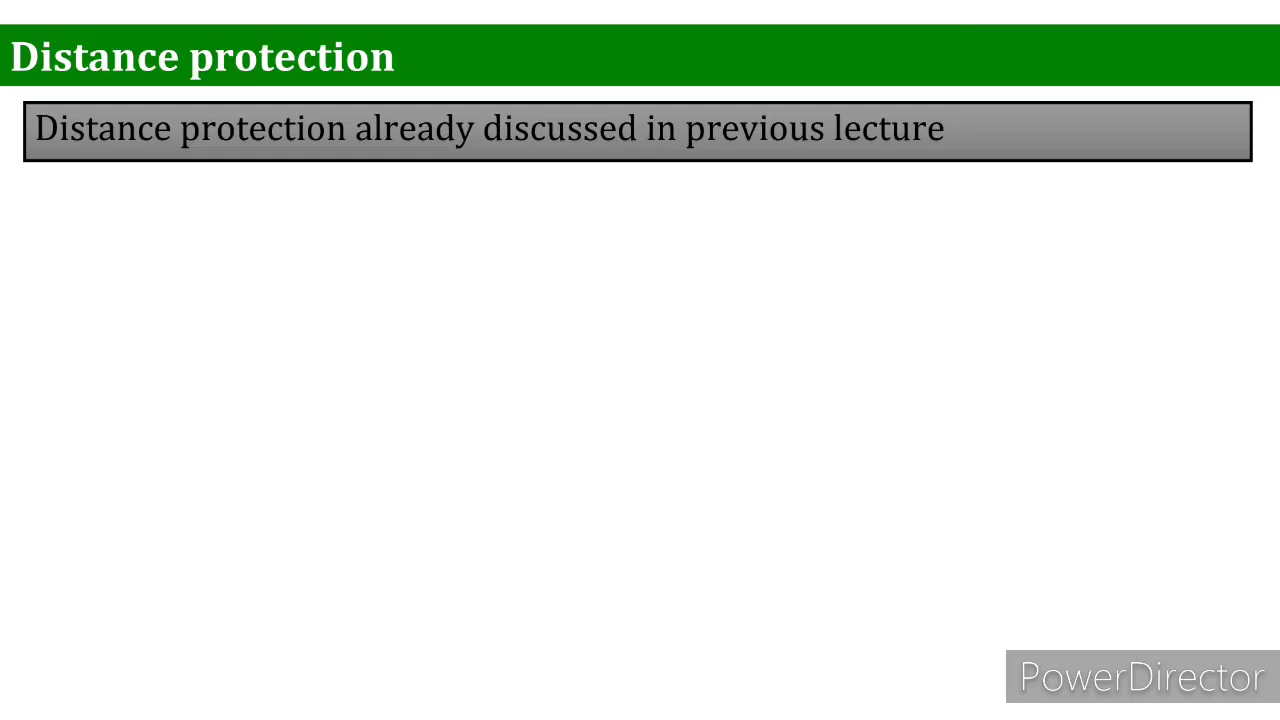 Distance protection
Distance protection already discussed in previous lecture
PowerDirector